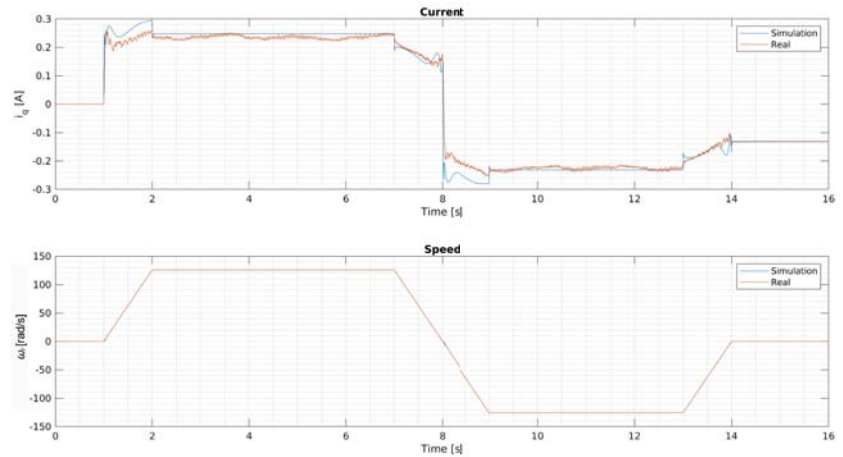 Current
0.3
0.2
0.1
0
-0.1
-0.2
-0.3
i_q [A]
Simulation
Real
0 2 4 6 8 10 12 14 16
Time [s]
Speed
150
100
50
0
-50
-100
-150
[rad/s]
Simulation
Real
0 2 4 6 8 10 12 14 16
Time [s]